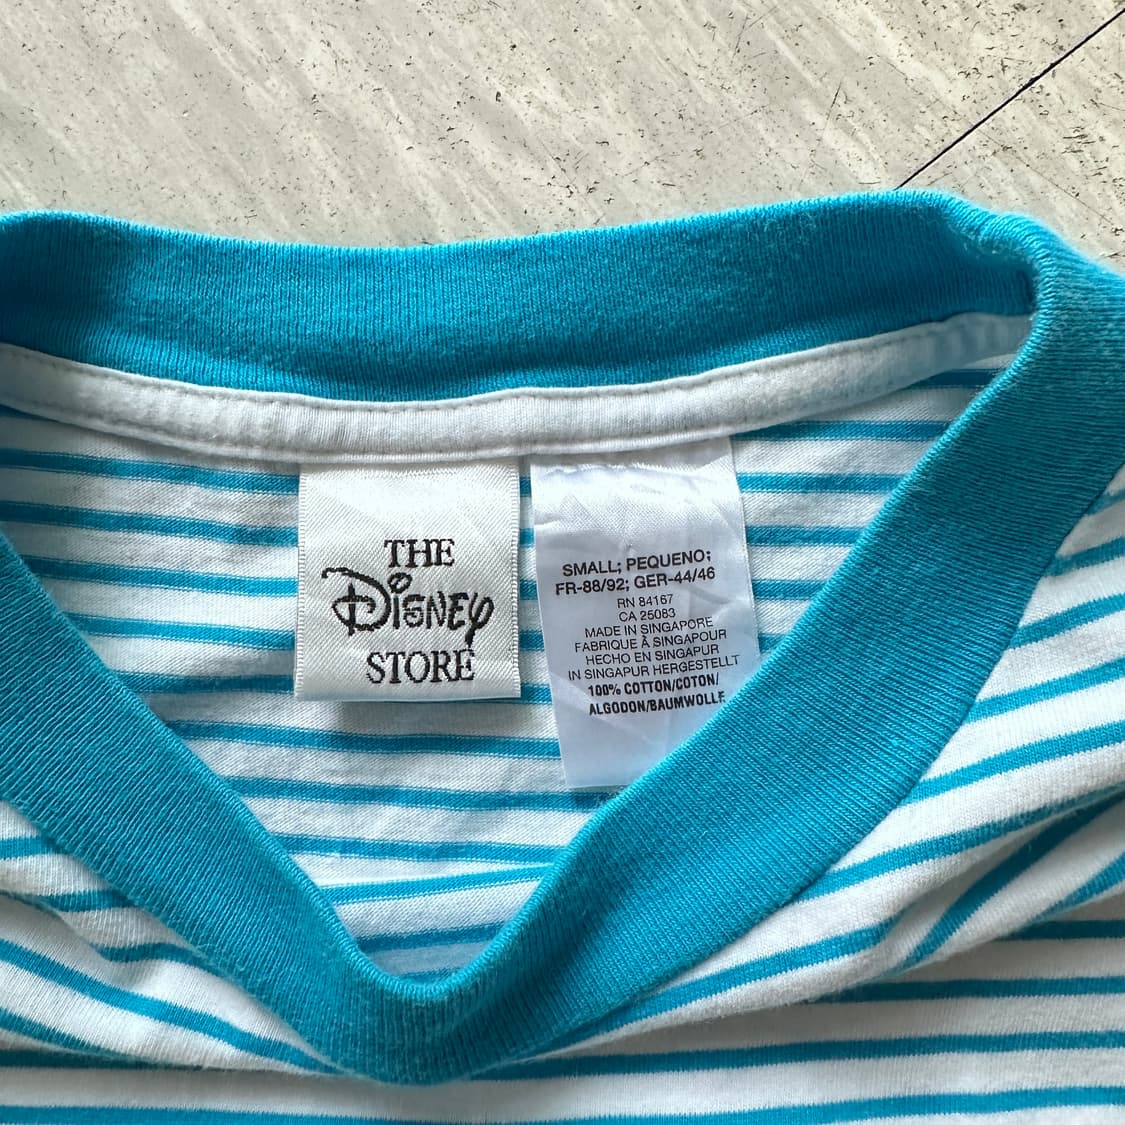 THE
Disney
STORE
SMALL; PEQUENO;
FR-88/92; GER-44/46
RN 84167
CA 25083
MADE IN SINGAPORE
FABRIQUE À SINGAPOUR
HECHO EN SINGAPUR
IN SINGAPUR HERGESTELLT
100% COTTON/COTON/
ALGODON/BAUMWOLLE